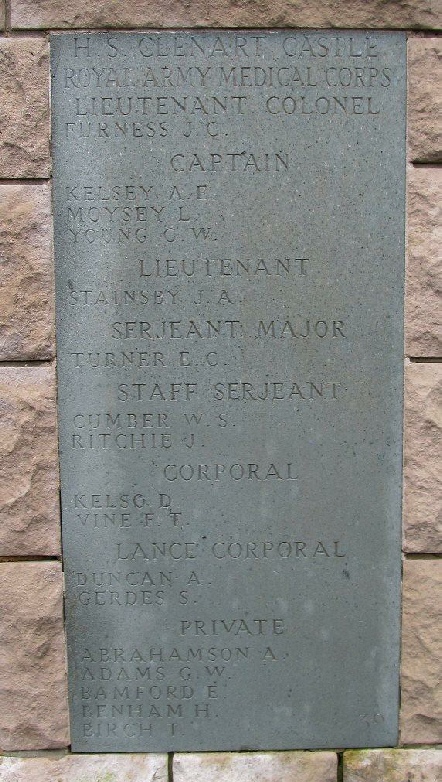 H S GLENART CASTLE
ROYAL ARMY MEDICAL CORPS
LIEUTENANT COLONEL
FURNESS J. C.
CAPTAIN
KELSEY A. E.
MOYSEY L.
YOUNG C. W.
LIEUTENANT
STAINSBY J. A.
SERJEANT MAJOR
TURNER E. C.
STAFF SERJEANT
CUMBER W. S.
RITCHIE J.
CORPORAL
KELSO D.
VINE F. T.
LANCE CORPORAL
DUNCAN A.
GERDES S.
PRIVATE
ABRAHAMSON A.
ADAMS G. W.
BAMFORD E.
BENHAM H.
BIRCH